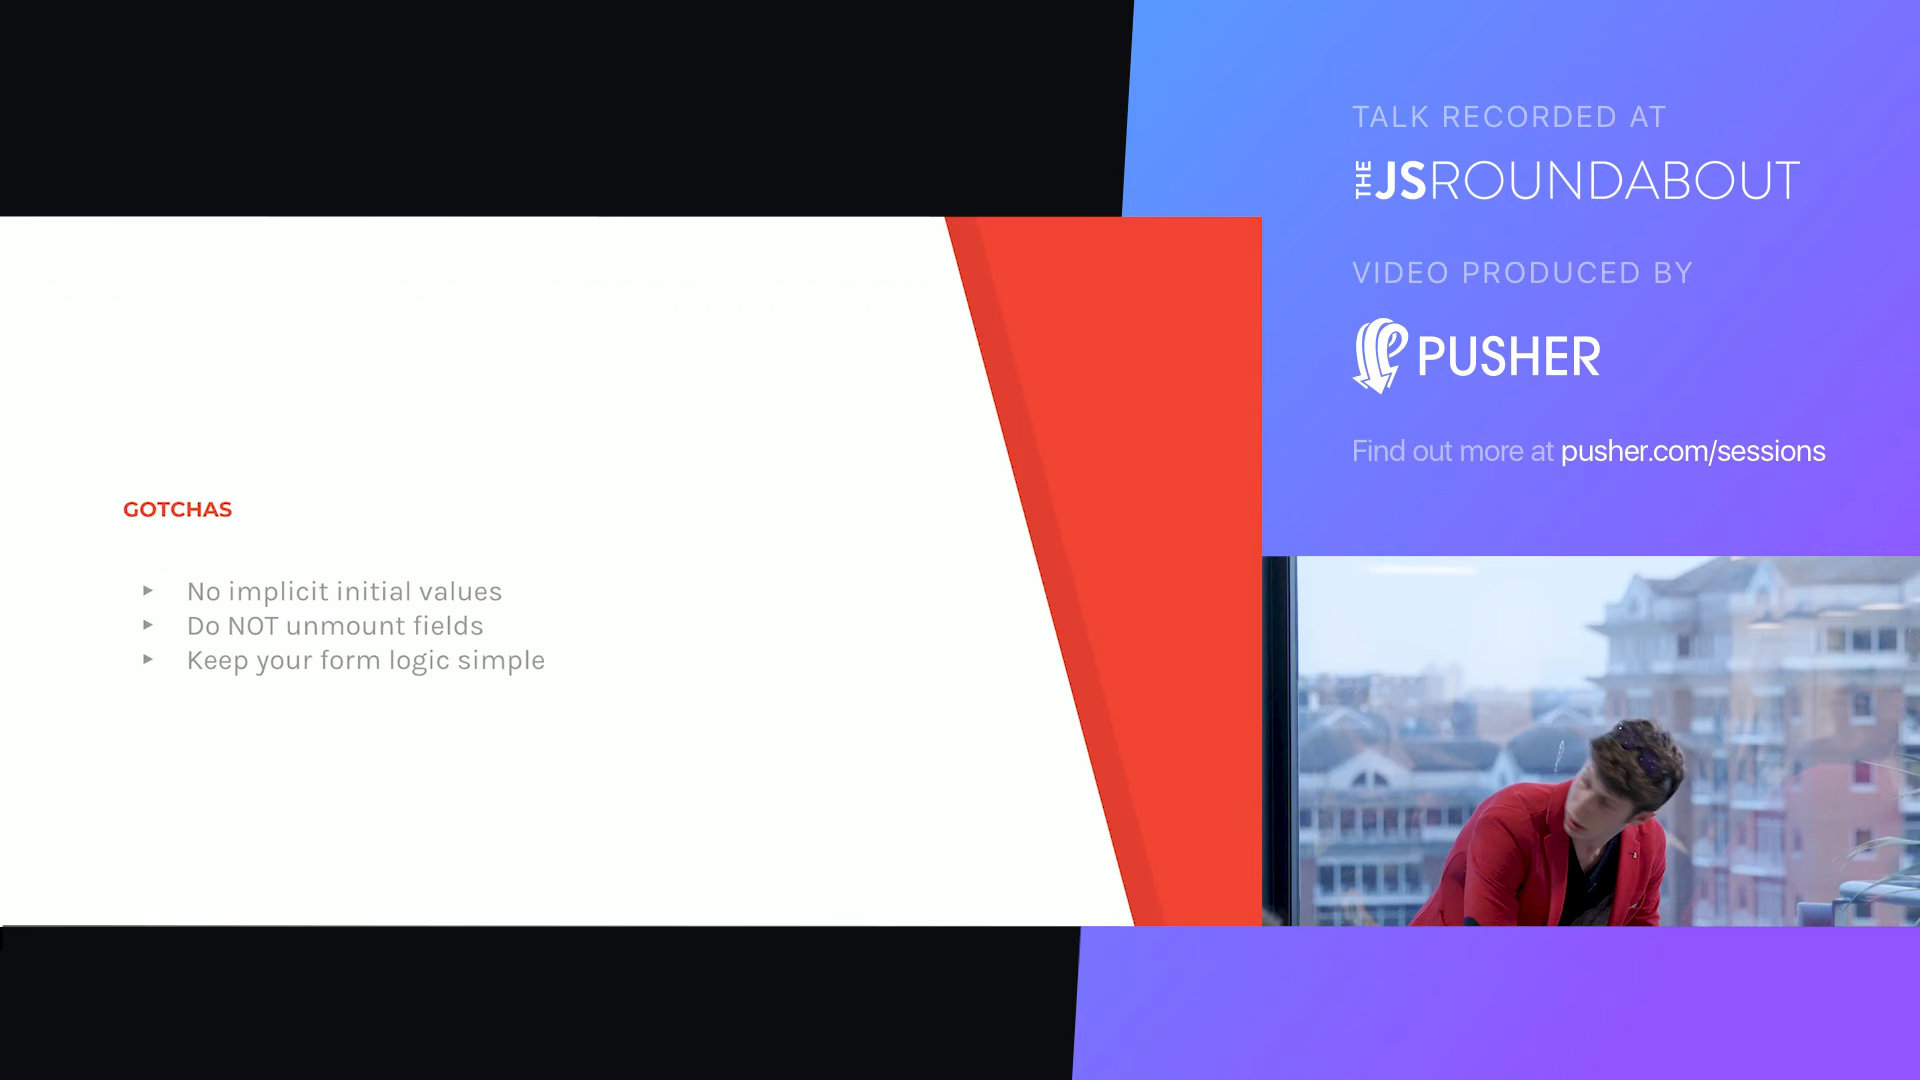 GOTCHAS
No implicit initial values
Do NOT unmount fields
Keep your form logic simple
TALK RECORDED AT
THE JSROUNDABOUT
VIDEO PRODUCED BY
PUSHER
Find out more at pusher.com/sessions